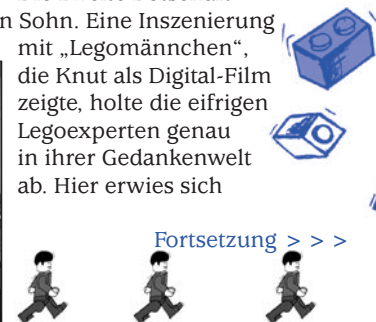 n Sohn. Eine Inszenierung
mit „Legomännchen“,
die Knut als Digital-Film
zeigte, holte die eifrigen
Legoexperten genau
in ihrer Gedankenwelt
ab. Hier erwies sich
Fortsetzung > > >